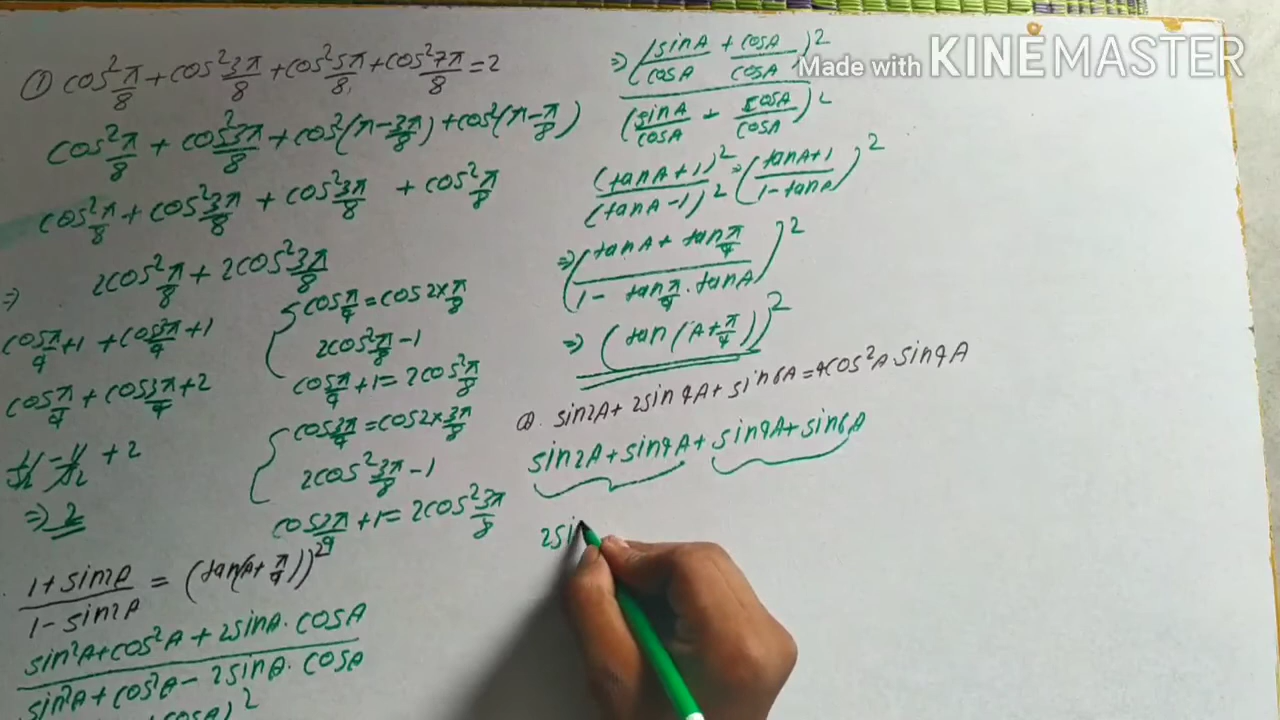 ① cos²π/8 + cos²3π/8 + cos²5π/8 + cos²7π/8 = 2
cos²π/8 + cos²3π/8 + cos²(π-3π/8) + cos²(π-π/8)
cos²π/8 + cos²3π/8 + cos²3π/8 + cos²π/8
⇒ 2cos²π/8 + 2cos²3π/8
cosπ/4 + 1 + cos3π/4 + 1
cosπ/4 + cos3π/4 + 2
1/√2 - 1/√2 + 2
⇒ 2
cosπ/4 = cos2×π/8
2cos²π/8 - 1
cosπ/4 + 1 = 2cos²π/8
cos3π/4 = cos2×3π/8
2cos²3π/8 - 1
cos3π/4 + 1 = 2cos²3π/8
(1+sin2A)/(1-sin2A) = (tan(A+π/4))²
(sin²A+cos²A+2sinA·cosA)/(sin²A+cos²A-2sinA·cosA)
cosA)²
Made with KINEMASTER
⇒ (sinA/cosA + cosA/cosA)²/(sinA/cosA - cosA/cosA)²
(tanA+1)²/(tanA-1)² = ((tanA+1)/(1-tanA))²
⇒ ((tanA + tanπ/4)/(1 - tanπ/4·tanA))²
⇒ (tan(A+π/4))²
sin2A + 2sin4A + sin6A = 4cos²A·sin4A
sin2A + sin4A + sin4A + sin6A
2sin